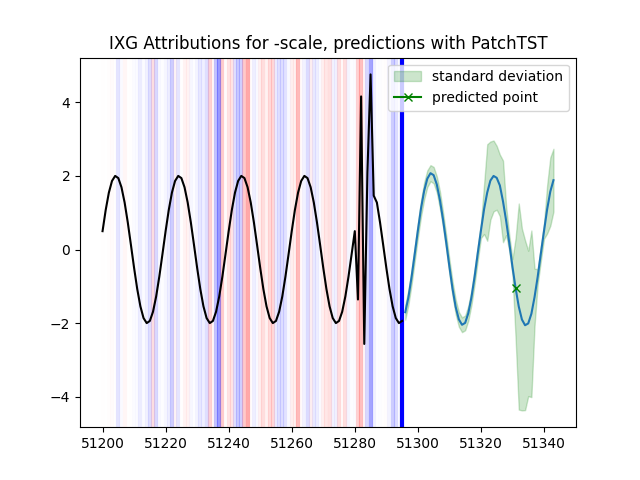 IXG Attributions for -scale, predictions with PatchTST
standard deviation
predicted point
4
2
0
−2
−4
51200 51220 51240 51260 51280 51300 51320 51340